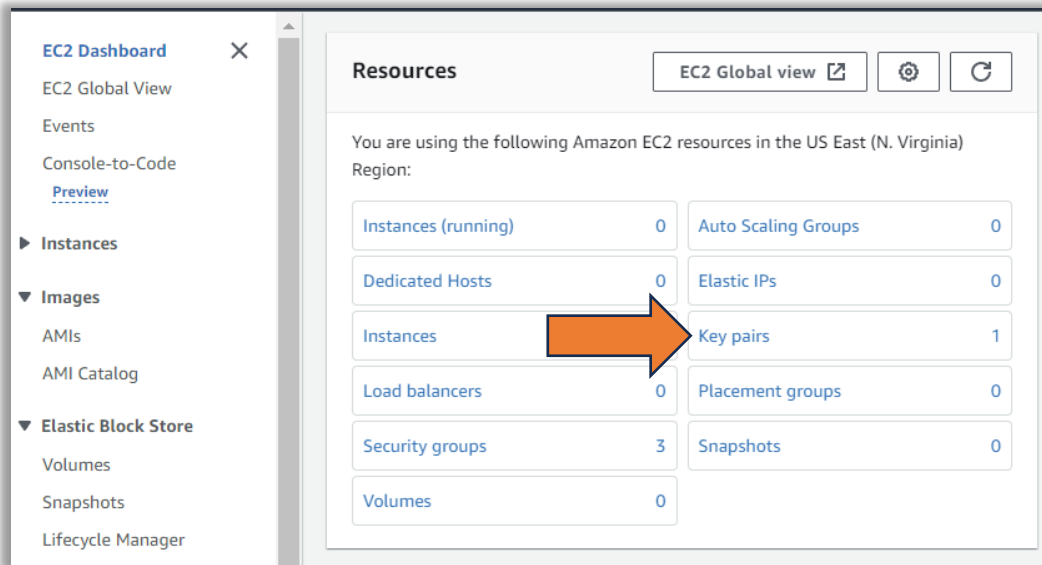 EC2 Dashboard
EC2 Global View
Events
Console-to-Code
Preview
Instances
Images
AMIs
AMI Catalog
Elastic Block Store
Volumes
Snapshots
Lifecycle Manager
Resources
EC2 Global view
You are using the following Amazon EC2 resources in the US East (N. Virginia)
Region:
Instances (running) 0
Auto Scaling Groups 0
Dedicated Hosts 0
Elastic IPs 0
Instances
Key pairs 1
Load balancers 0
Placement groups 0
Security groups 3
Snapshots 0
Volumes 0